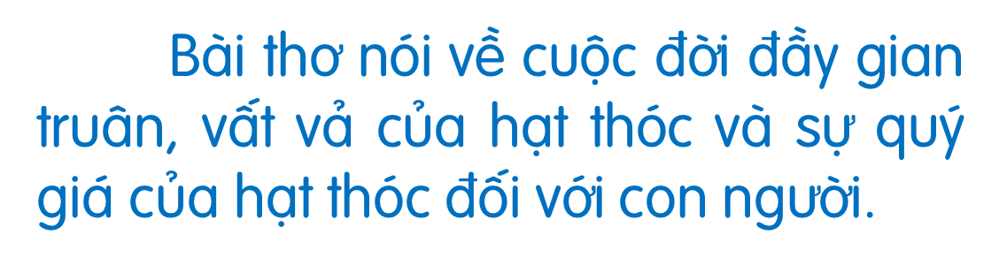 Bài thơ nói về cuộc đời đầy gian
truân, vất vả của hạt thóc và sự quý
giá của hạt thóc đối với con người.